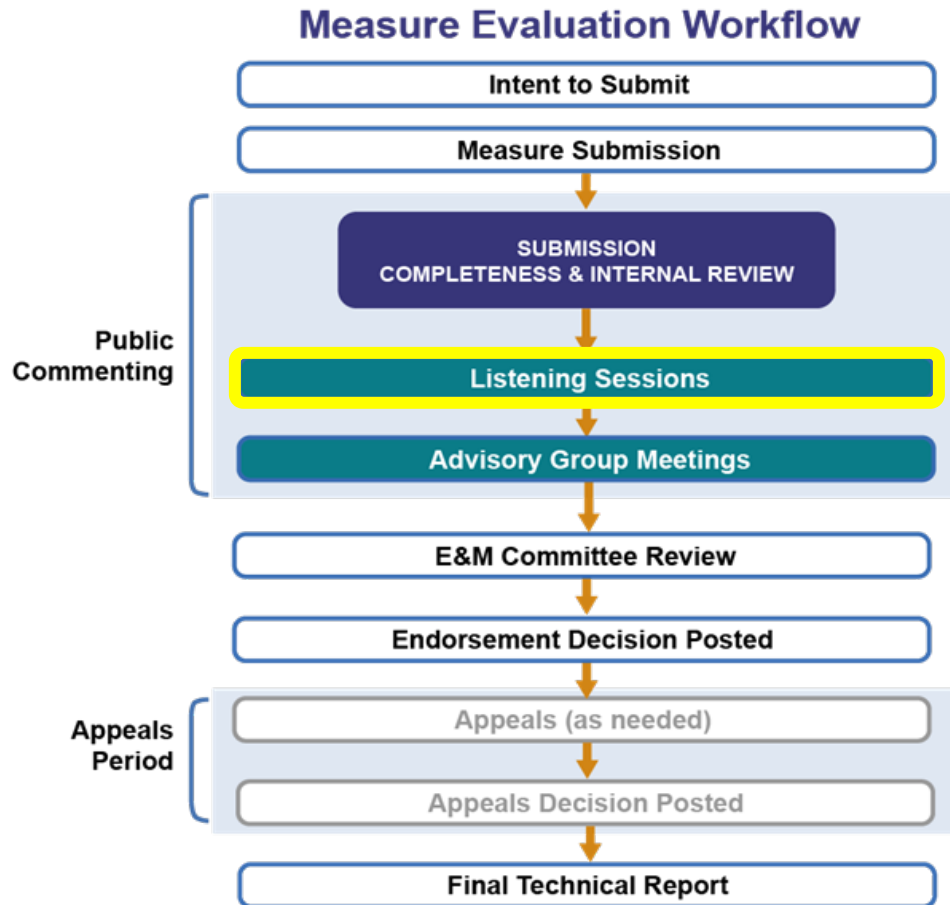 Measure Evaluation Workflow
Intent to Submit
Measure Submission
SUBMISSION
COMPLETENESS & INTERNAL REVIEW
Public
Commenting
Listening Sessions
Advisory Group Meetings
E&M Committee Review
Endorsement Decision Posted
Appeals
Period
Appeals (as needed)
Appeals Decision Posted
Final Technical Report